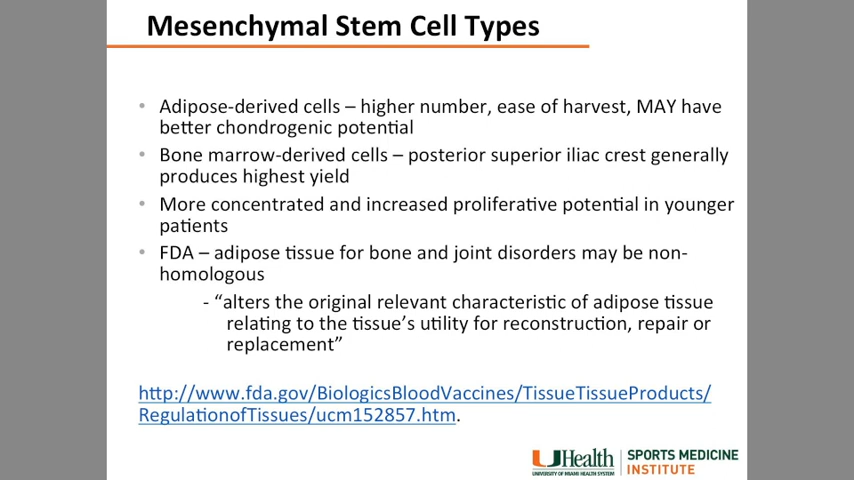 Mesenchymal Stem Cell Types
• Adipose-derived cells – higher number, ease of harvest, MAY have
better chondrogenic potential
• Bone marrow-derived cells – posterior superior iliac crest generally
produces highest yield
• More concentrated and increased proliferative potential in younger
patients
• FDA – adipose tissue for bone and joint disorders may be non-
homologous
- “alters the original relevant characteristic of adipose tissue
relating to the tissue’s utility for reconstruction, repair or
replacement”
http://www.fda.gov/BiologicsBloodVaccines/TissueTissueProducts/
RegulationofTissues/ucm152857.htm.
UHealth
UNIVERSITY OF MIAMI HEALTH SYSTEM
SPORTS MEDICINE
INSTITUTE